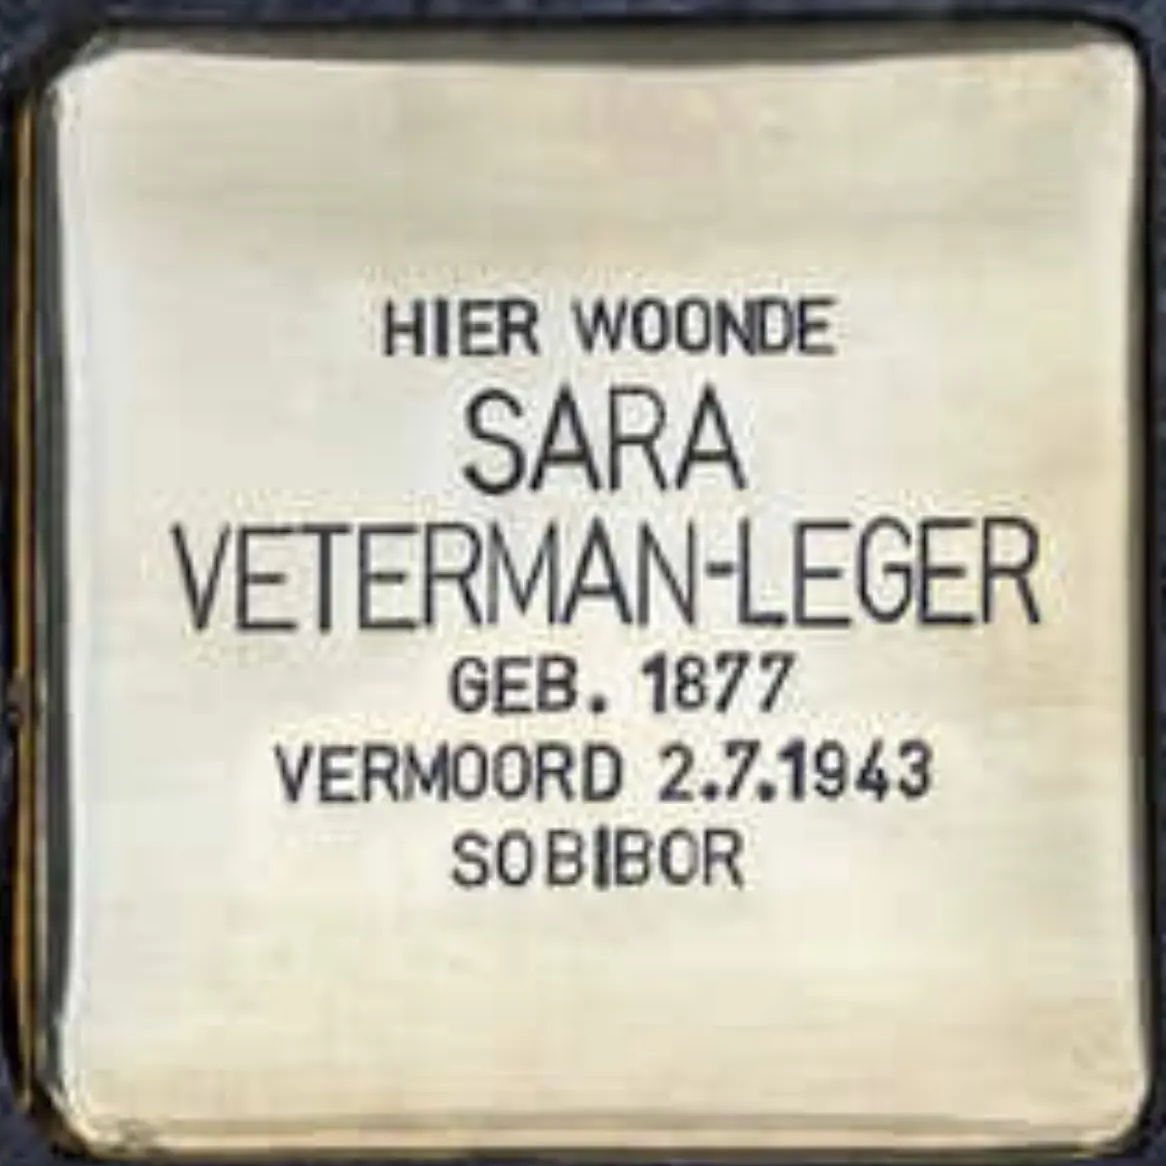 HIER WOONDE
SARA
VETERMAN-LEGER
GEB. 1877
VERMOORD 2.7.1943
SOBIBOR